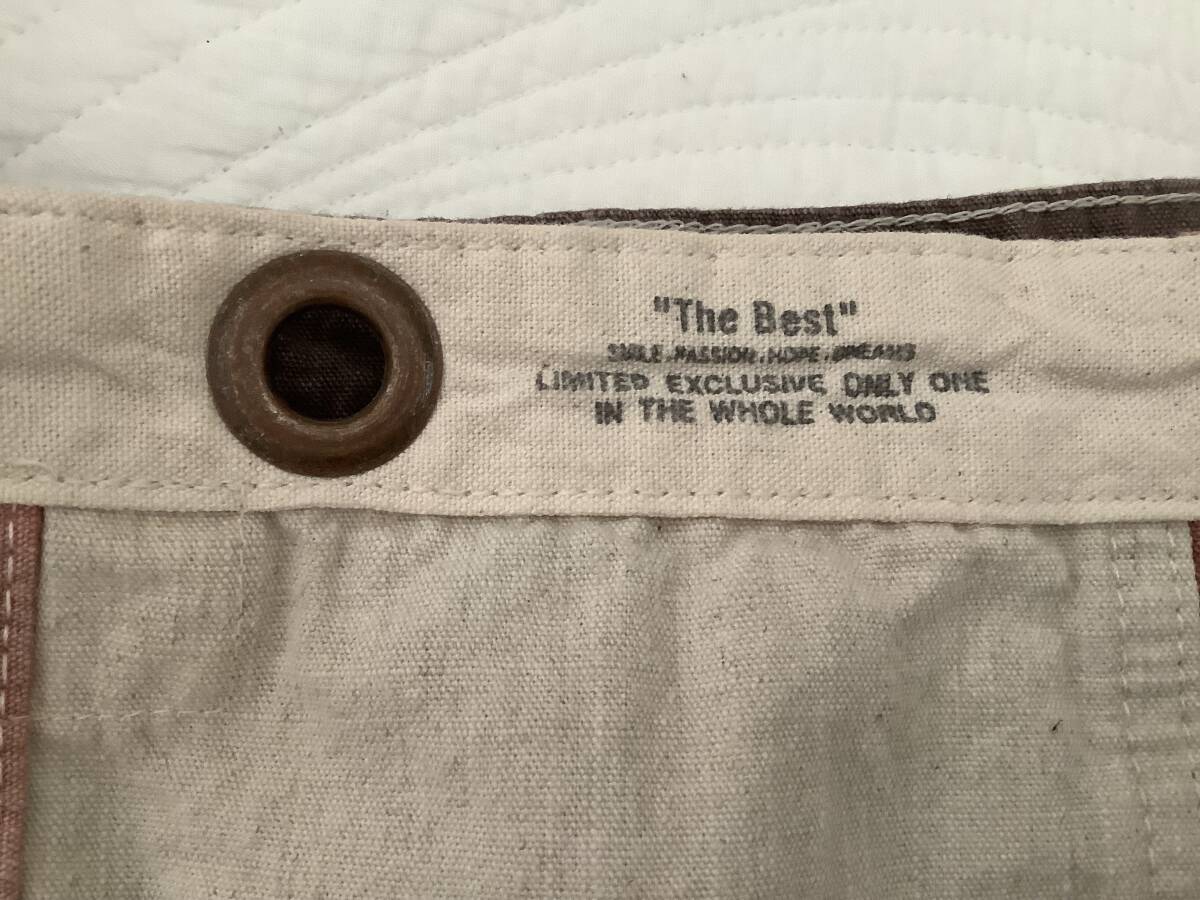 "The Best"
SMILE.PASSION.HOPE.DREAMS
LIMITED EXCLUSIVE ONLY ONE
IN THE WHOLE WORLD